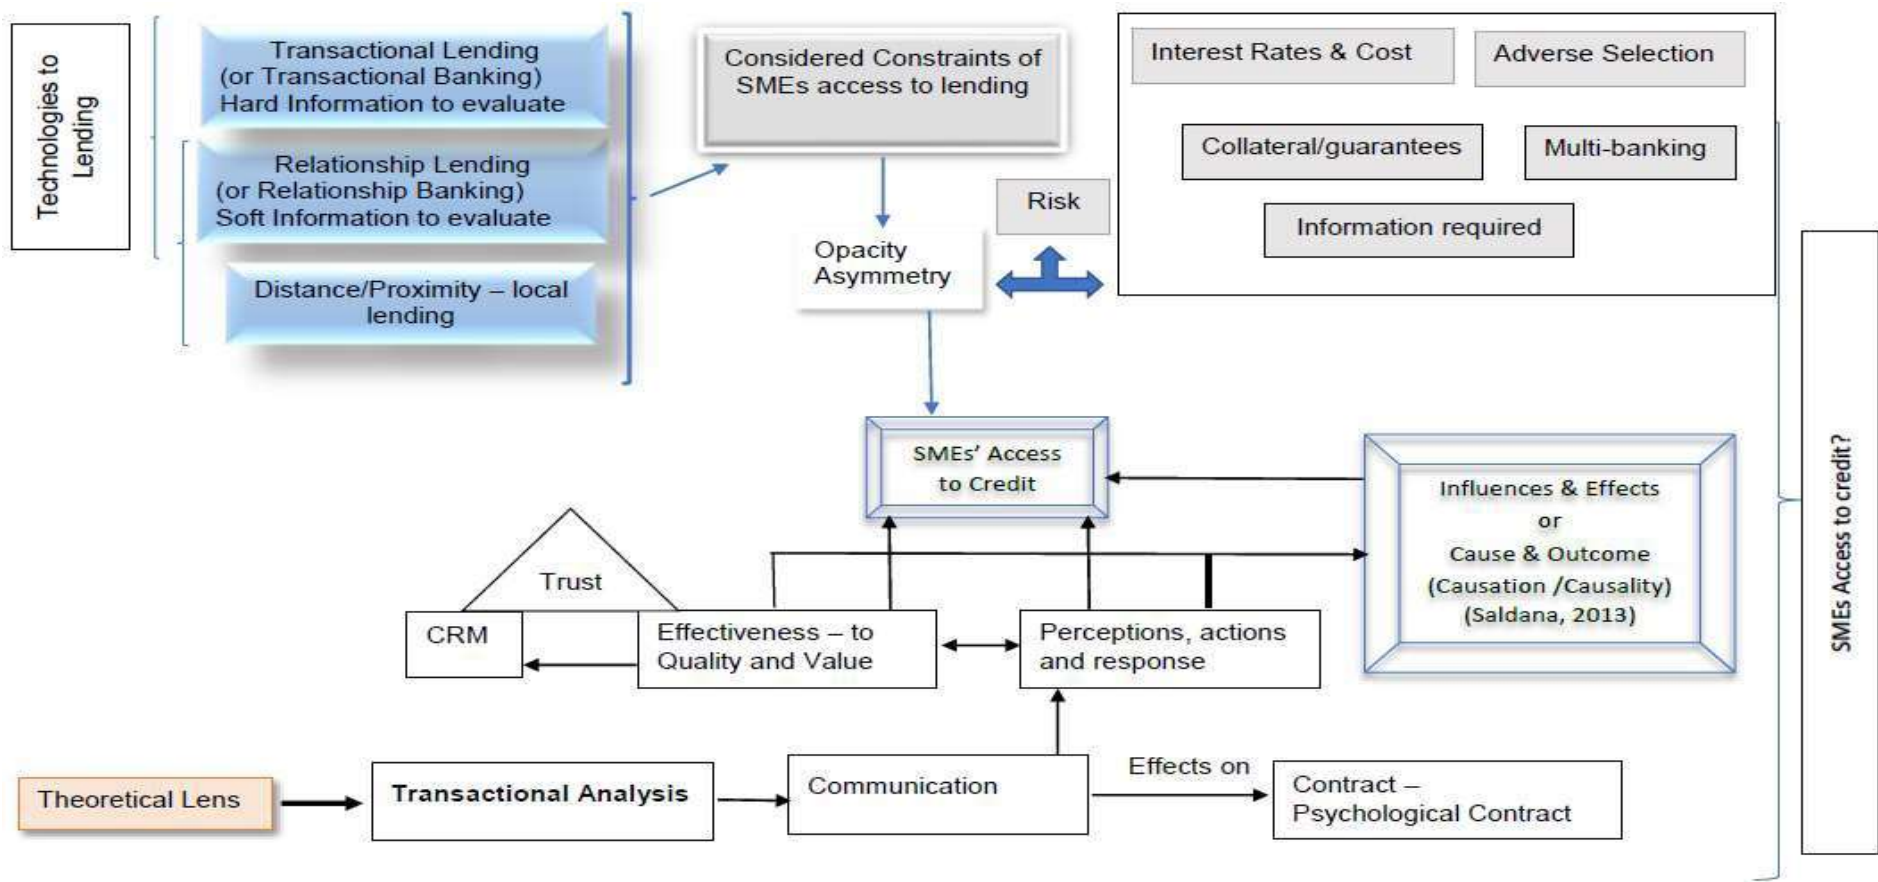 Technologies to
Lending
Transactional Lending
(or Transactional Banking)
Hard Information to evaluate
Relationship Lending
(or Relationship Banking)
Soft Information to evaluate
Distance/Proximity – local
lending
Considered Constraints of
SMEs access to lending
Opacity
Asymmetry
Risk
Interest Rates & Cost
Adverse Selection
Collateral/guarantees
Multi-banking
Information required
SMEs' Access
to Credit
Influences & Effects
or
Cause & Outcome
(Causation /Causality)
(Saldana, 2013)
SMEs Access to credit?
Trust
CRM
Effectiveness – to
Quality and Value
Perceptions, actions
and response
Theoretical Lens
Transactional Analysis
Communication
Effects on
Contract –
Psychological Contract